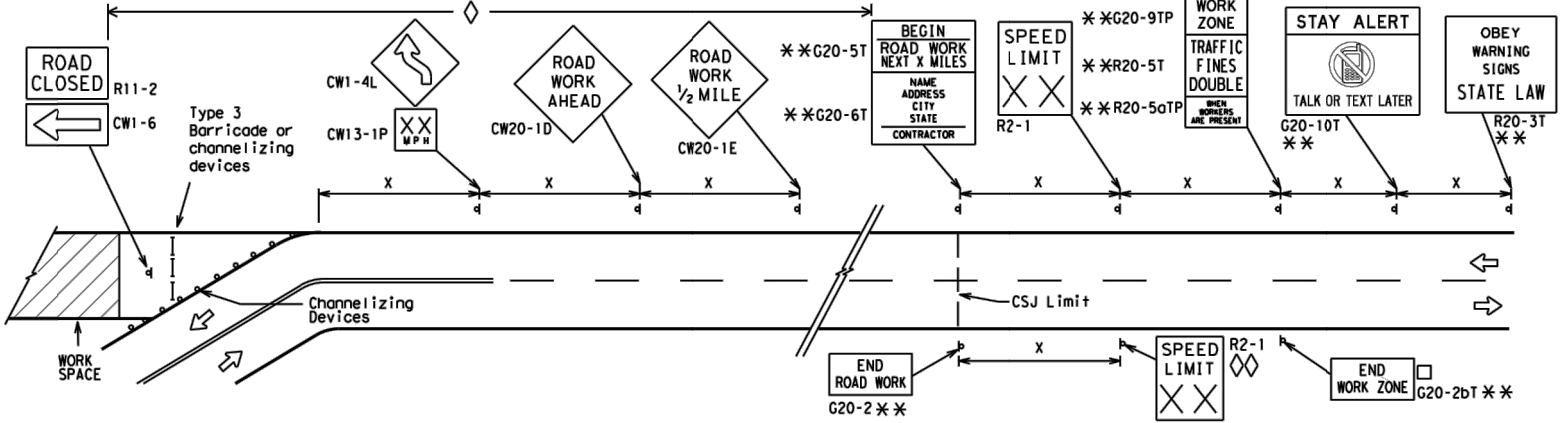 ROAD
CLOSED
R11-2
CW1-6
Type 3
Barricade or
channelizing
devices
CW1-4L
XX
MPH
CW13-1P
ROAD
WORK
AHEAD
CW20-1D
ROAD
WORK
1/2 MILE
CW20-1E
**G20-5T
**G20-6T
BEGIN
ROAD WORK
NEXT X MILES
NAME
ADDRESS
CITY
STATE
CONTRACTOR
SPEED
LIMIT
XX
R2-1
**G20-9TP
**R20-5T
**R20-5aTP
WORK
ZONE
TRAFFIC
FINES
DOUBLE
WHEN
WORKERS
ARE PRESENT
STAY ALERT
TALK OR TEXT LATER
G20-10T
**
OBEY
WARNING
SIGNS
STATE LAW
R20-3T
**
X X X X X X X
Channelizing
Devices
CSJ Limit
WORK
SPACE
END
ROAD WORK
G20-2 **
X
SPEED
LIMIT
XX
R2-1
END
WORK ZONE
G20-2bT **